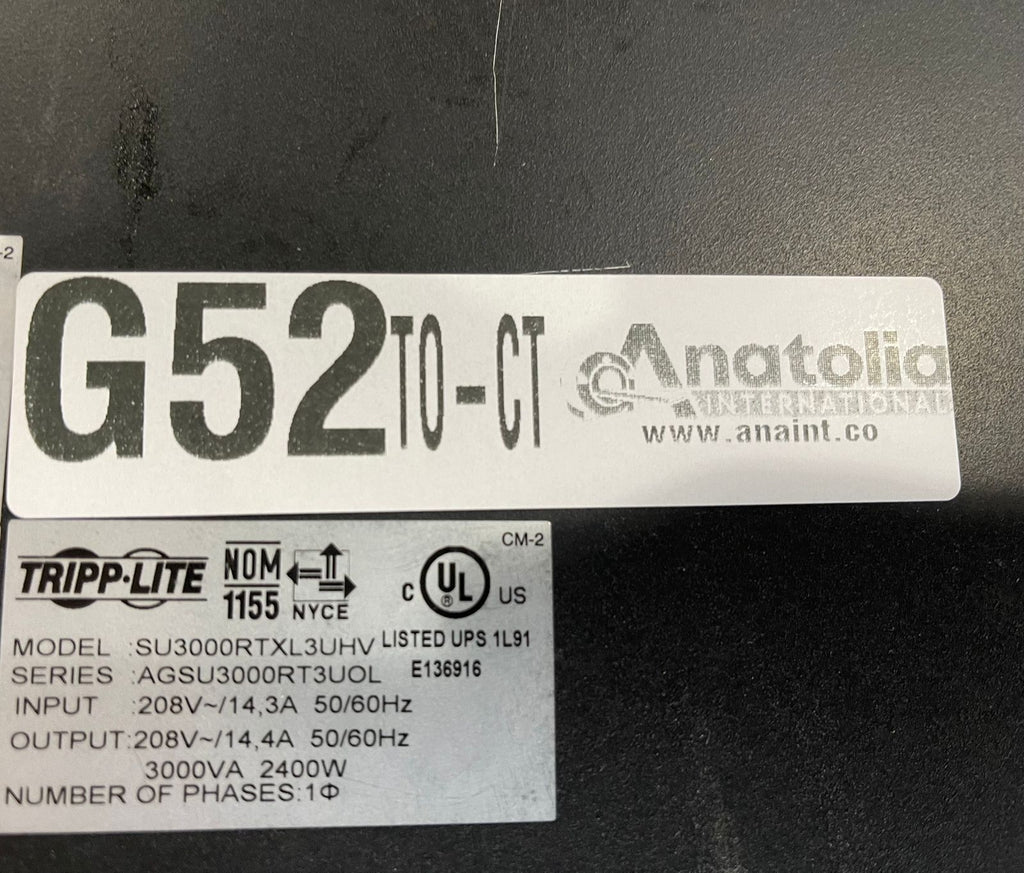 -2
G52TO-CT
Anatolia
INTERNATIONAL
www.anaint.co
CM-2
TRIPP·LITE
NOM
1155
NYCE
C UL ® US
MODEL :SU3000RTXL3UHV
LISTED UPS 1L91
SERIES :AGSU3000RT3UOL
E136916
INPUT :208V~/14,3A 50/60Hz
OUTPUT:208V~/14,4A 50/60Hz
3000VA 2400W
NUMBER OF PHASES:1Φ